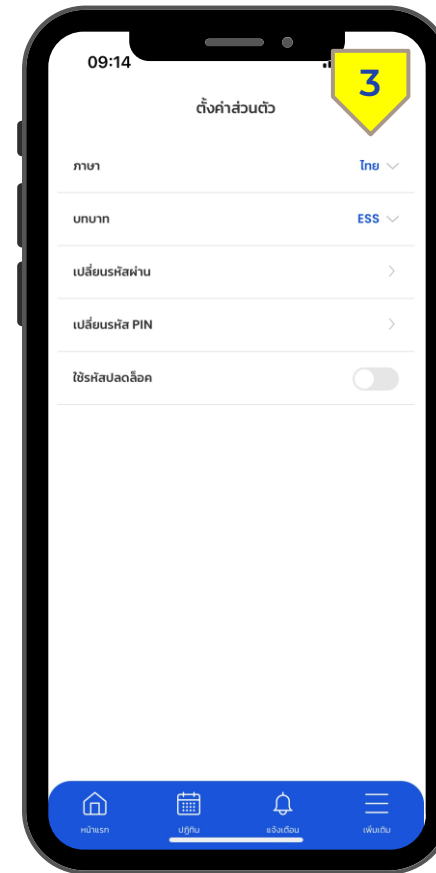 09:14
3
ตั้งค่าส่วนตัว
ภาษา ไทย
บทบาท ESS
เปลี่ยนรหัสผ่าน
เปลี่ยนรหัส PIN
ใช้รหัสปลดล็อค
หน้าแรก ปฏิทิน แจ้งเตือน เพิ่มเติม